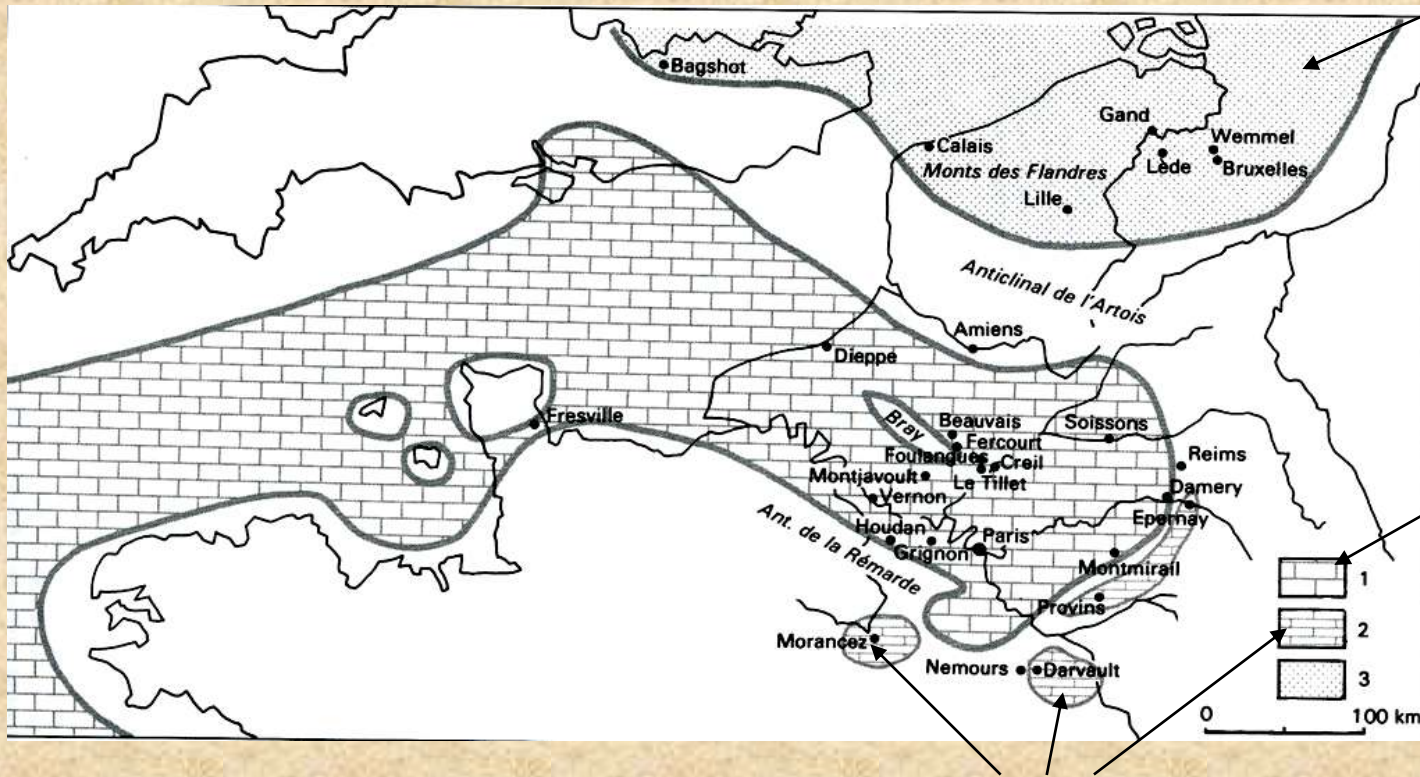 Bagshot
Gand
Wemmel
Calais
Lede
Bruxelles
Monts des Flandres
Lille
Anticlinal de l'Artois
Amiens
Dieppe
Fresville
Bray
Beauvais
Soissons
Fercourt
Foulangues
Creil
Reims
Montjavoult
Le Tillet
Damery
Vernon
Epernay
Ant. de la Rémarde
Houdan
Paris
Grignon
Montmirail
1
Provins
2
Morancez
Nemours
Darvault
3
0 100 km